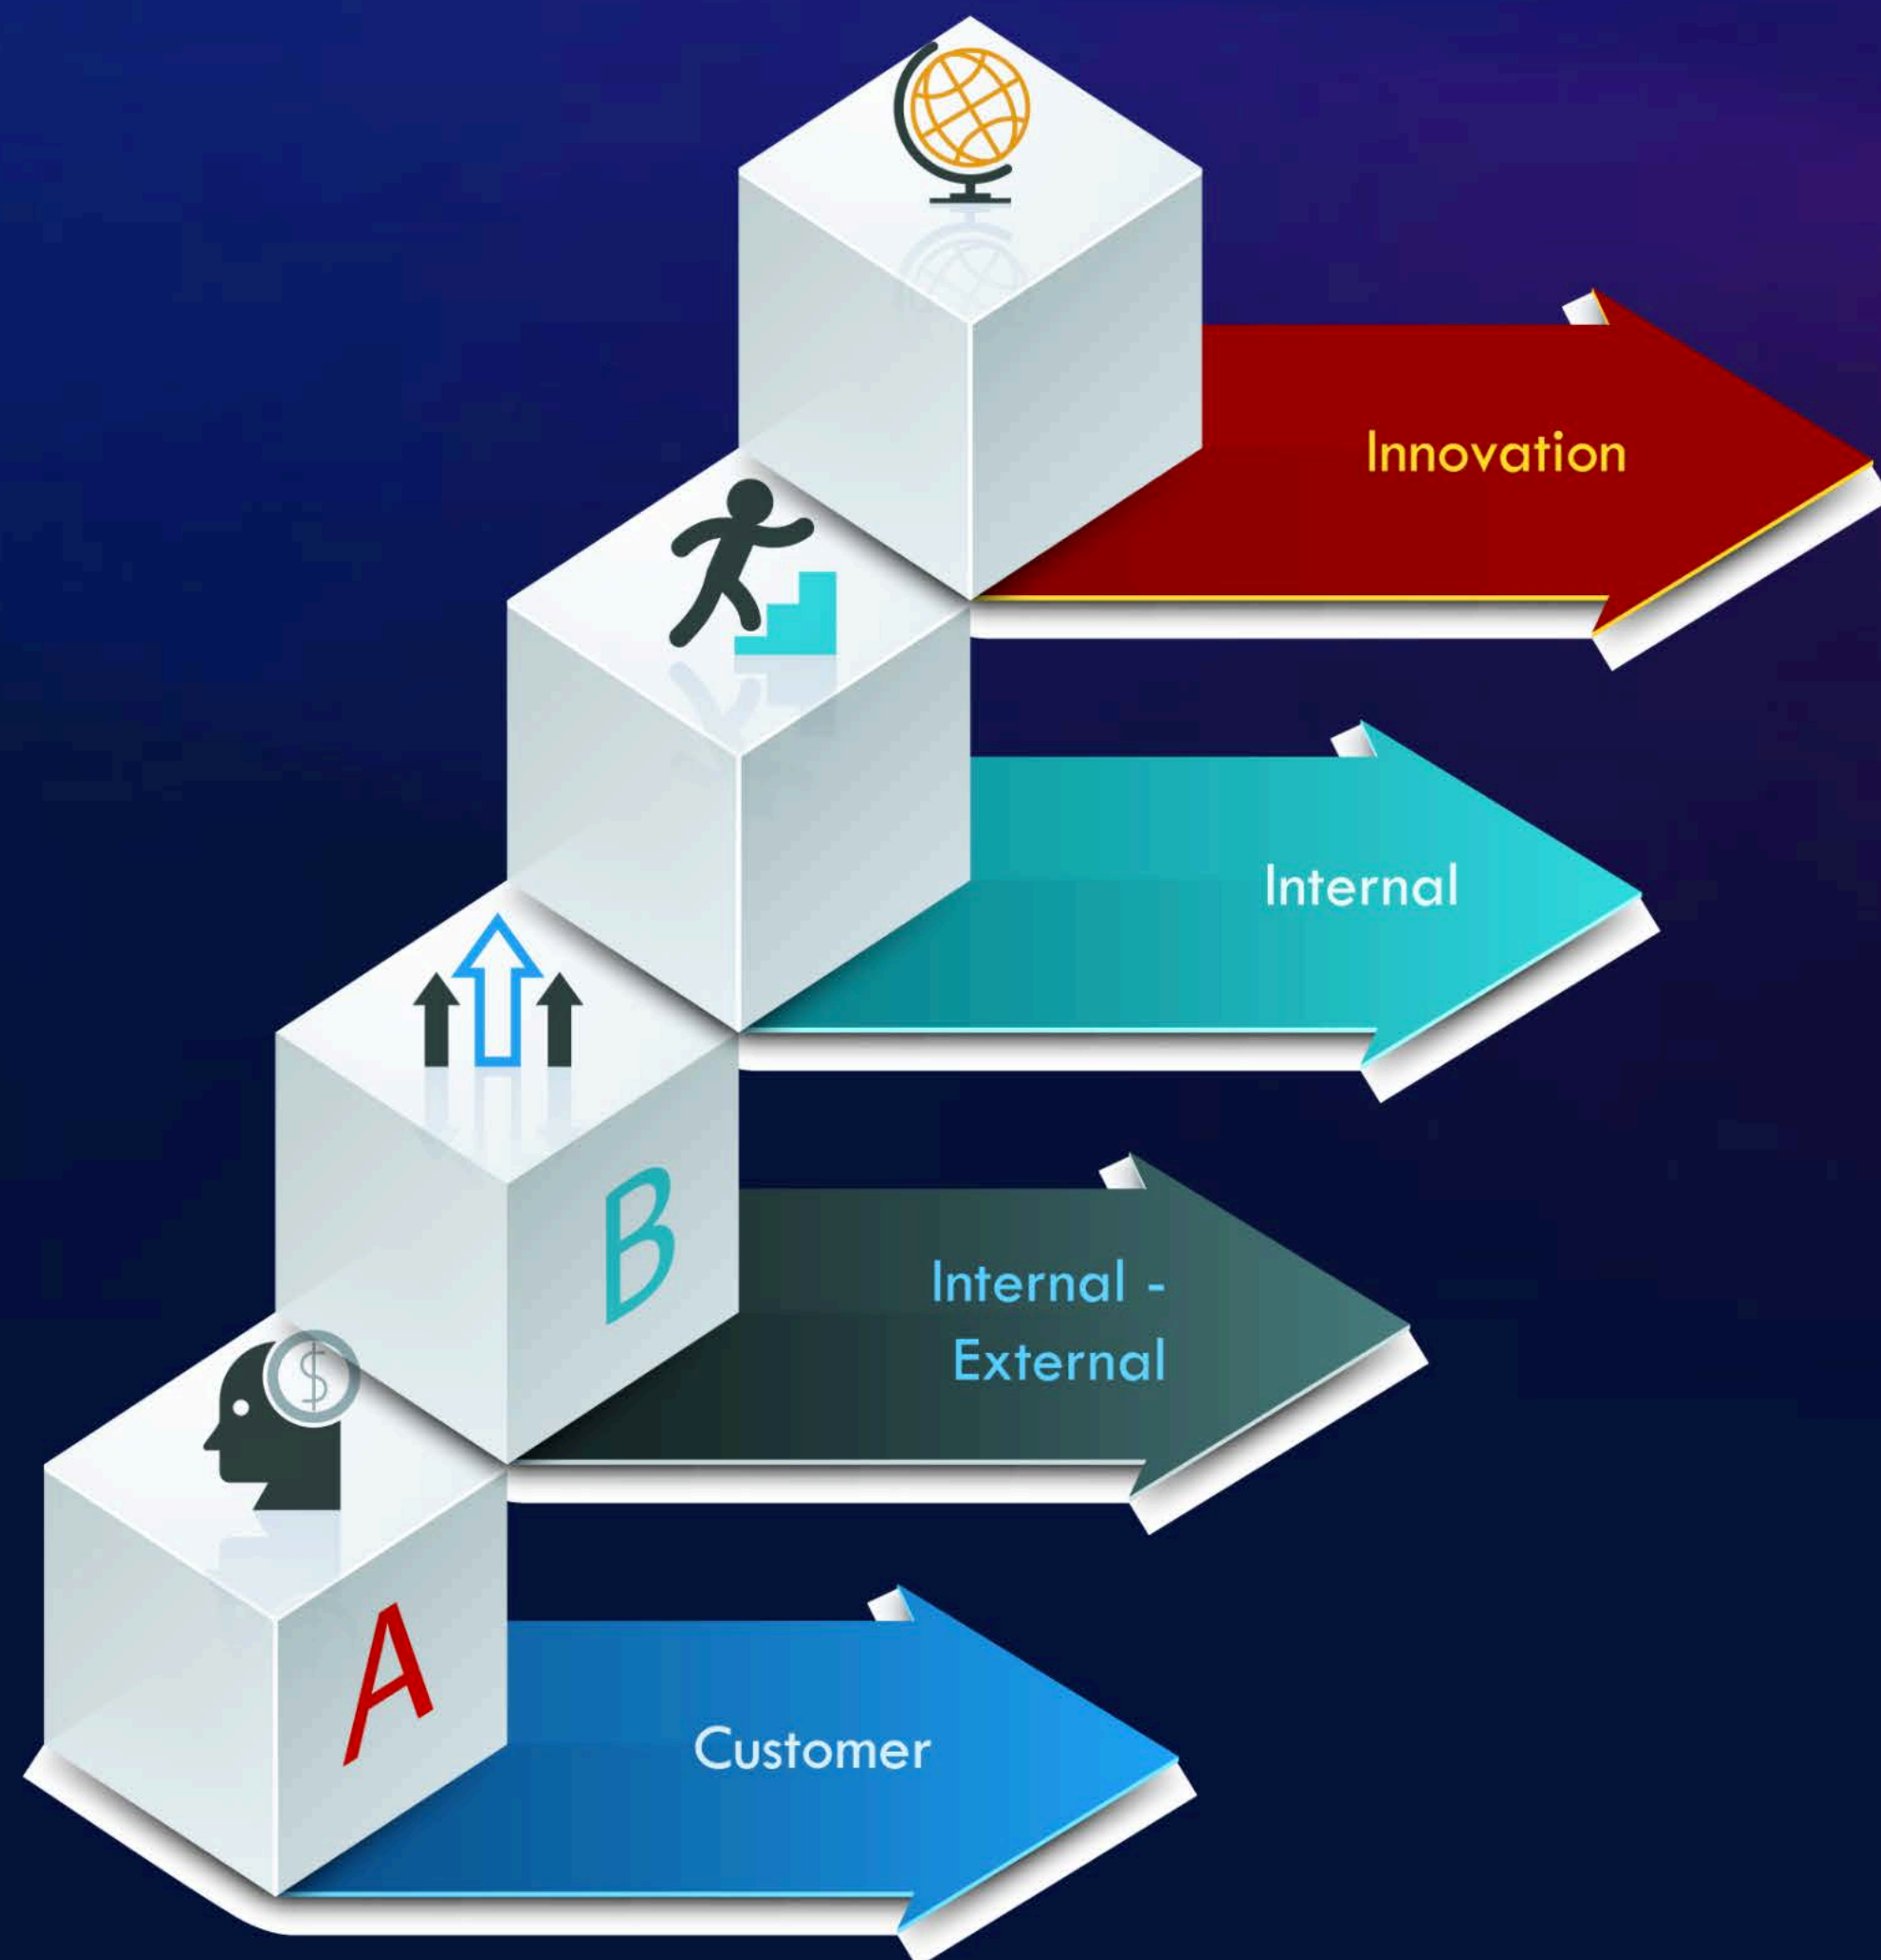 Innovation
Internal
B
Internal -
External
$
A
Customer